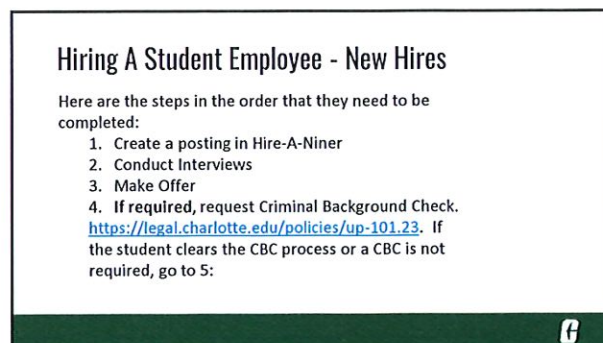 Hiring A Student Employee - New Hires
Here are the steps in the order that they need to be
completed:
1. Create a posting in Hire-A-Niner
2. Conduct Interviews
3. Make Offer
4. If required, request Criminal Background Check.
https://legal.charlotte.edu/policies/up-101.23. If
the student clears the CBC process or a CBC is not
required, go to 5:
C